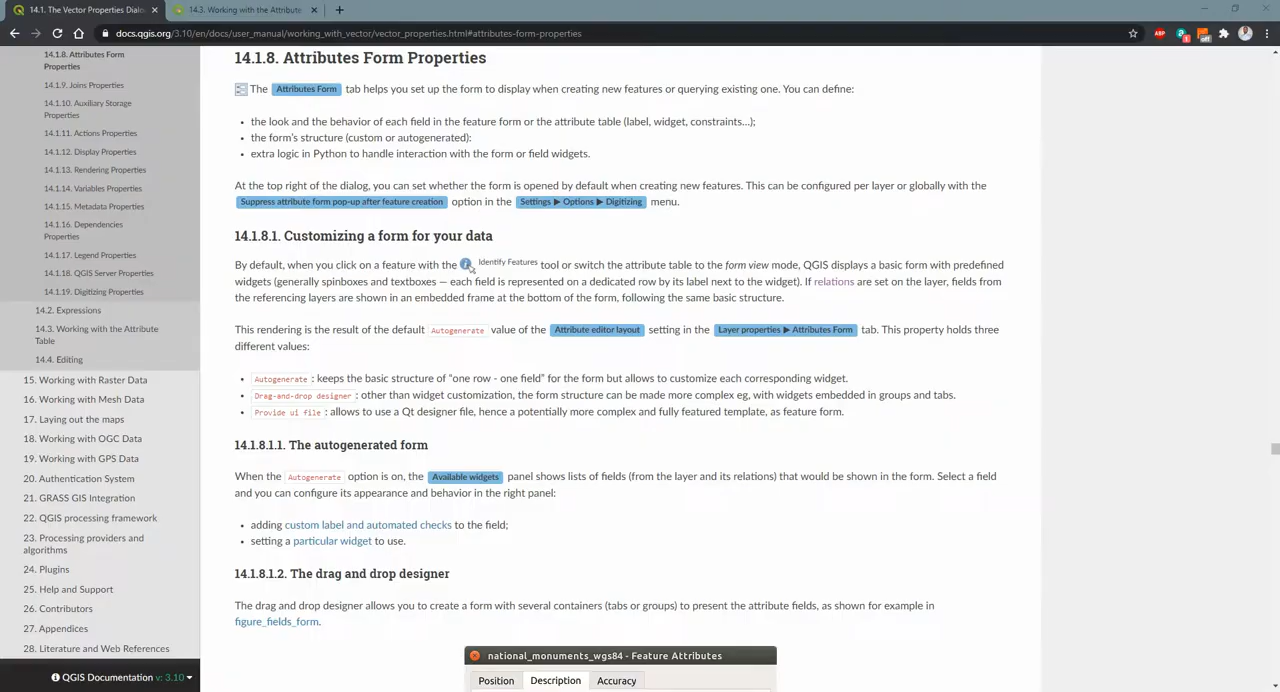 14.1. The Vector Properties Dialo
14.3. Working with the Attribute
docs.qgis.org/3.10/en/docs/user_manual/working_with_vector/vector_properties.html#attributes-form-properties
14.1.8. Attributes Form
Properties
14.1.9. Joins Properties
14.1.10. Auxiliary Storage
Properties
14.1.11. Actions Properties
14.1.12. Display Properties
14.1.13. Rendering Properties
14.1.14. Variables Properties
14.1.15. Metadata Properties
14.1.16. Dependencies
Properties
14.1.17. Legend Properties
14.1.18. QGIS Server Properties
14.1.19. Digitizing Properties
14.2. Expressions
14.3. Working with the Attribute
Table
14.4. Editing
15. Working with Raster Data
16. Working with Mesh Data
17. Laying out the maps
18. Working with OGC Data
19. Working with GPS Data
20. Authentication System
21. GRASS GIS Integration
22. QGIS processing framework
23. Processing providers and
algorithms
24. Plugins
25. Help and Support
26. Contributors
27. Appendices
28. Literature and Web References
QGIS Documentation v: 3.10
14.1.8. Attributes Form Properties
The Attributes Form tab helps you set up the form to display when creating new features or querying existing one. You can define:
• the look and the behavior of each field in the feature form or the attribute table (label, widget, constraints...);
• the form's structure (custom or autogenerated):
• extra logic in Python to handle interaction with the form or field widgets.
At the top right of the dialog, you can set whether the form is opened by default when creating new features. This can be configured per layer or globally with the
Suppress attribute form pop-up after feature creation option in the Settings ▶ Options ▶ Digitizing menu.
14.1.8.1. Customizing a form for your data
By default, when you click on a feature with the Identify Features tool or switch the attribute table to the form view mode, QGIS displays a basic form with predefined
widgets (generally spinboxes and textboxes — each field is represented on a dedicated row by its label next to the widget). If relations are set on the layer, fields from
the referencing layers are shown in an embedded frame at the bottom of the form, following the same basic structure.
This rendering is the result of the default Autogenerate value of the Attribute editor layout setting in the Layer properties ▶ Attributes Form tab. This property holds three
different values:
• Autogenerate : keeps the basic structure of "one row - one field" for the form but allows to customize each corresponding widget.
• Drag-and-drop designer : other than widget customization, the form structure can be made more complex eg, with widgets embedded in groups and tabs.
• Provide ui file : allows to use a Qt designer file, hence a potentially more complex and fully featured template, as feature form.
14.1.8.1.1. The autogenerated form
When the Autogenerate option is on, the Available widgets panel shows lists of fields (from the layer and its relations) that would be shown in the form. Select a field
and you can configure its appearance and behavior in the right panel:
• adding custom label and automated checks to the field;
• setting a particular widget to use.
14.1.8.1.2. The drag and drop designer
The drag and drop designer allows you to create a form with several containers (tabs or groups) to present the attribute fields, as shown for example in
figure_fields_form.
national_monuments_wgs84 - Feature Attributes
Position Description Accuracy